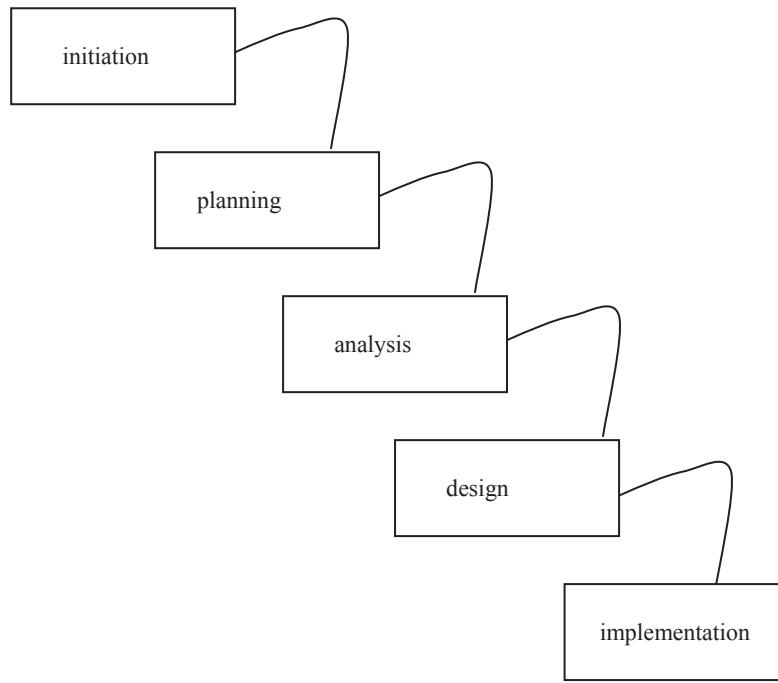 initiation
planning
analysis
design
implementation